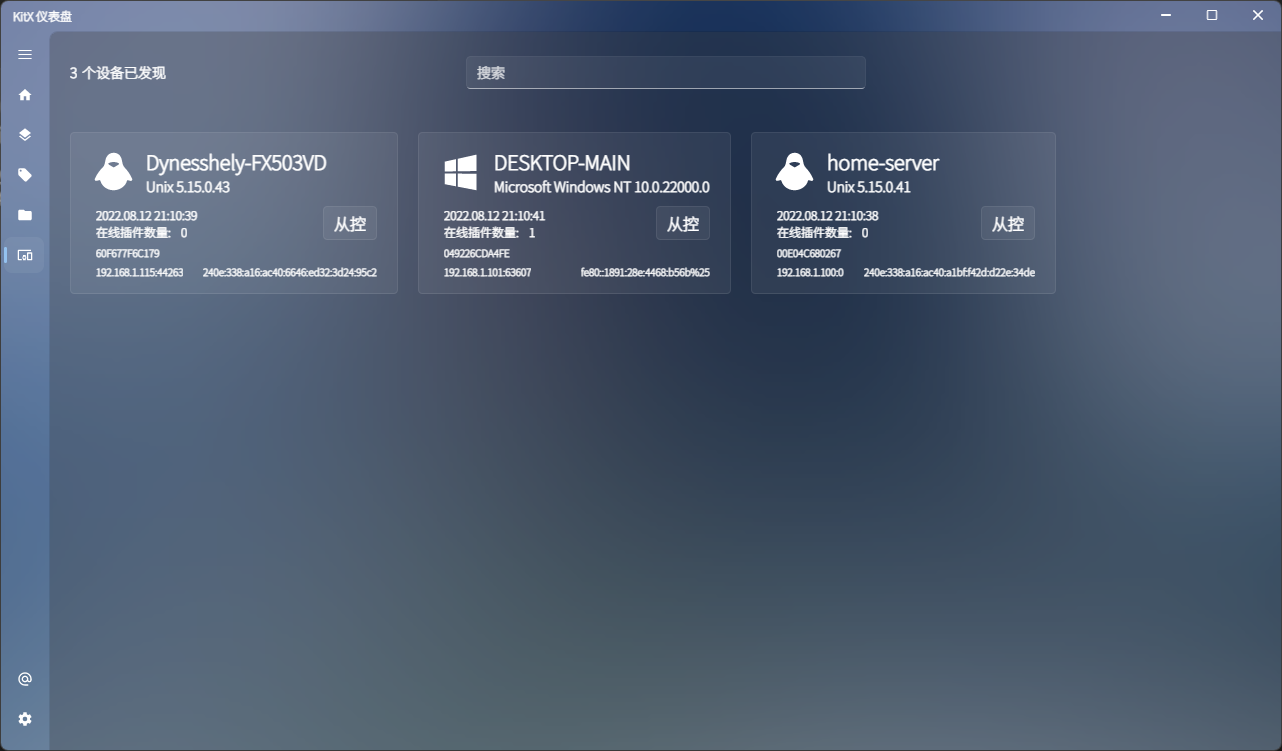 KitX 仪表盘
3 个设备已发现
搜索
Dynesshely-FX503VD
Unix 5.15.0.43
2022.08.12 21:10:39
在线插件数量: 0
从控
60F677F6C179
192.168.1.115:44263 240e:338:a16:ac40:6646:ed32:3d24:95c2
DESKTOP-MAIN
Microsoft Windows NT 10.0.22000.0
2022.08.12 21:10:41
在线插件数量: 1
从控
049226CDA4FE
192.168.1.101:63607 fe80::1891:28e:4468:b56b%25
home-server
Unix 5.15.0.41
2022.08.12 21:10:38
在线插件数量: 0
从控
00E04C680267
192.168.1.100:0 240e:338:a16:ac40:a1bf:f42d:d22e:34de